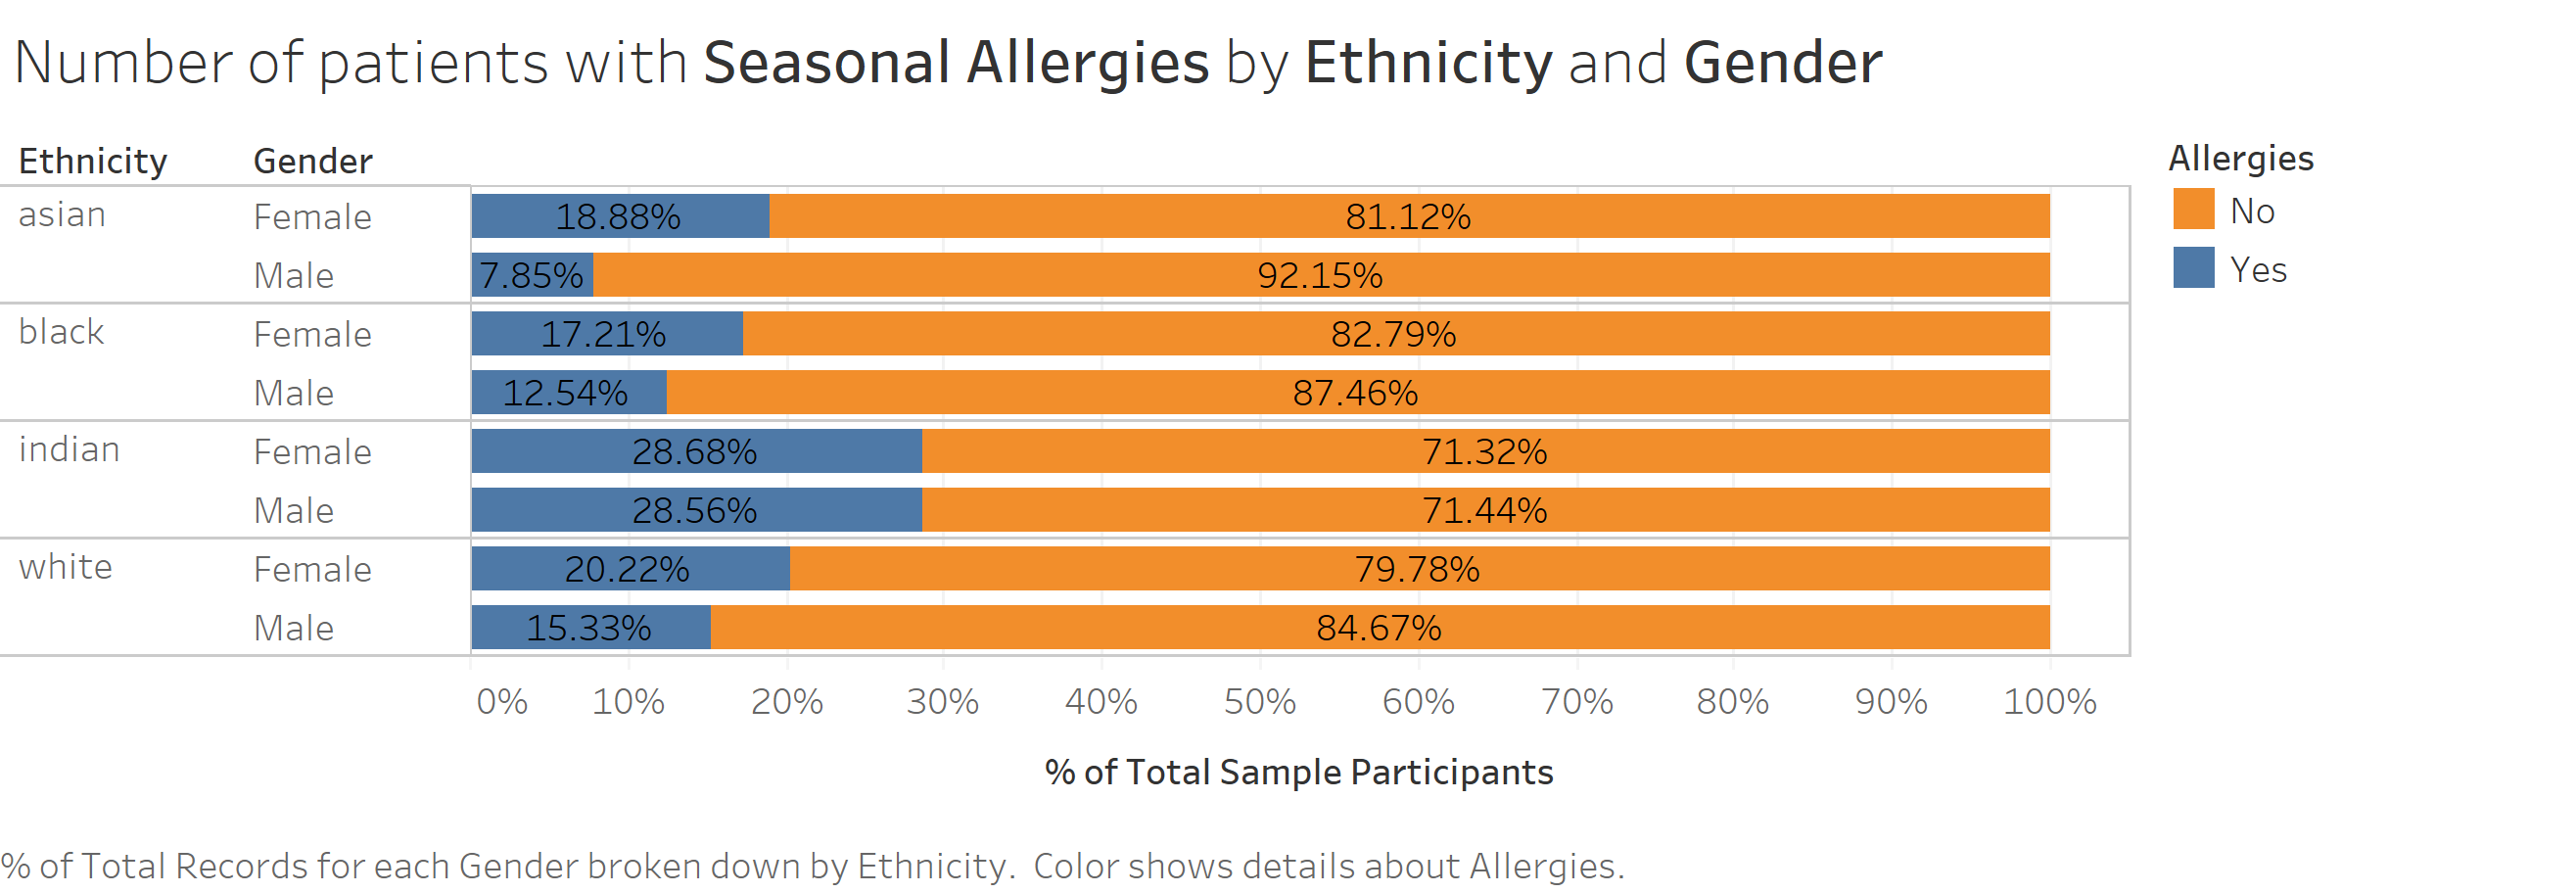 Number of patients with Seasonal Allergies by Ethnicity and Gender
Ethnicity Gender
Allergies
asian Female 18.88% 81.12%
No
Male 7.85% 92.15%
Yes
black Female 17.21% 82.79%
Male 12.54% 87.46%
indian Female 28.68% 71.32%
Male 28.56% 71.44%
white Female 20.22% 79.78%
Male 15.33% 84.67%
0% 10% 20% 30% 40% 50% 60% 70% 80% 90% 100%
% of Total Sample Participants
% of Total Records for each Gender broken down by Ethnicity. Color shows details about Allergies.